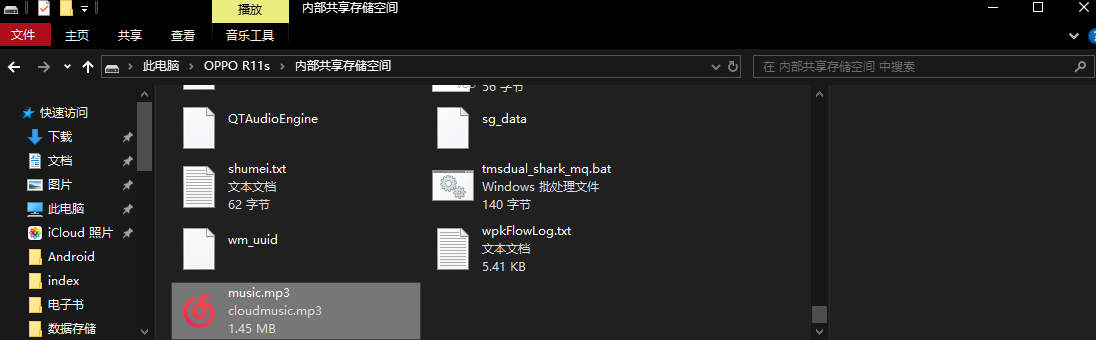 播放
内部共享存储空间
文件
主页
共享
查看
音乐工具
此电脑
OPPO R11s
内部共享存储空间
在 内部共享存储空间 中搜索
快速访问
下载
文档
图片
此电脑
iCloud 照片
Android
index
电子书
数据存储
56 字节
QTAudioEngine
sg_data
shumei.txt
文本文档
62 字节
tmsdual_shark_mq.bat
Windows 批处理文件
140 字节
wm_uuid
wpkFlowLog.txt
文本文档
5.41 KB
music.mp3
cloudmusic.mp3
1.45 MB